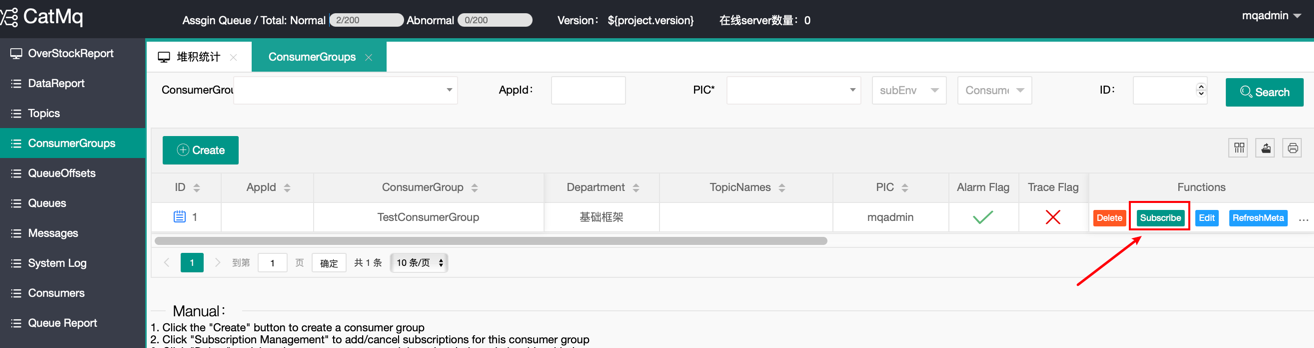 CatMq
Assgin Queue / Total: Normal 2/200 Abnormal 0/200 Version: ${project.version} 在线server数量: 0 mqadmin
OverStockReport
DataReport
Topics
ConsumerGroups
QueueOffsets
Queues
Messages
System Log
Consumers
Queue Report
堆积统计 × ConsumerGroups ×
ConsumerGrou AppId: PIC* subEnv Consume ID: Search
Create
ID AppId ConsumerGroup Department TopicNames PIC Alarm Flag Trace Flag Functions
1 TestConsumerGroup 基础框架 mqadmin Delete Subscribe Edit RefreshMeta ...
1 到第 1 页 确定 共 1 条 10 条/页
Manual:
1. Click the "Create" button to create a consumer group
2. Click "Subscription Management" to add/cancel subscriptions for this consumer group